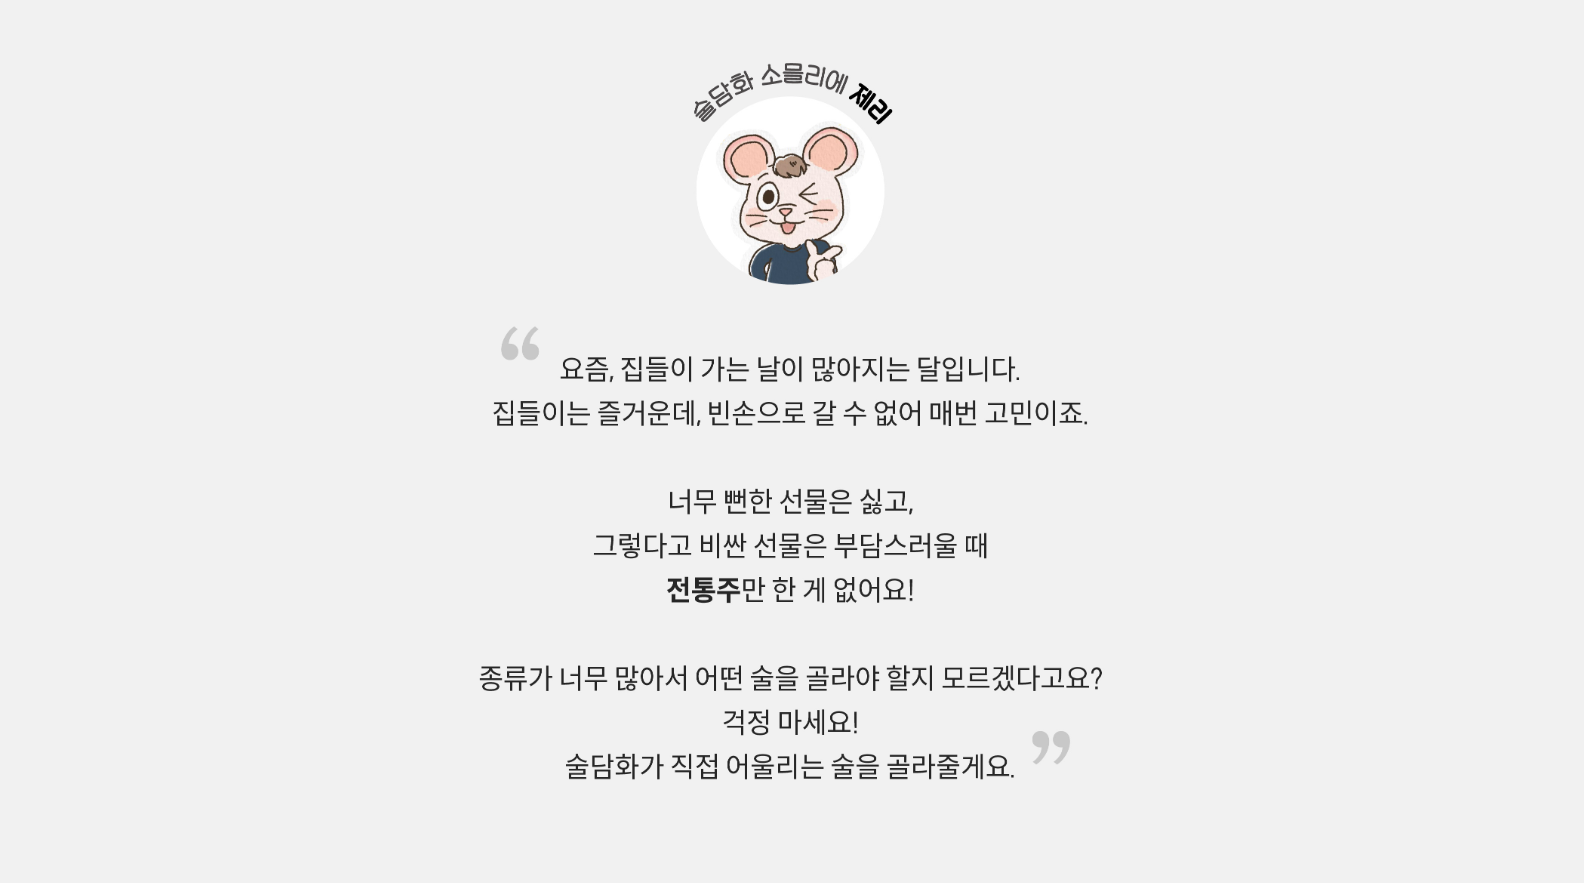 술담화 소믈리에 제리
“
요즘, 집들이 가는 날이 많아지는 달입니다.
집들이는 즐거운데, 빈손으로 갈 수 없어 매번 고민이죠.
너무 뻔한 선물은 싫고,
그렇다고 비싼 선물은 부담스러울 때
전통주만 한 게 없어요!
종류가 너무 많아서 어떤 술을 골라야 할지 모르겠다고요?
걱정 마세요!
술담화가 직접 어울리는 술을 골라줄게요.
”